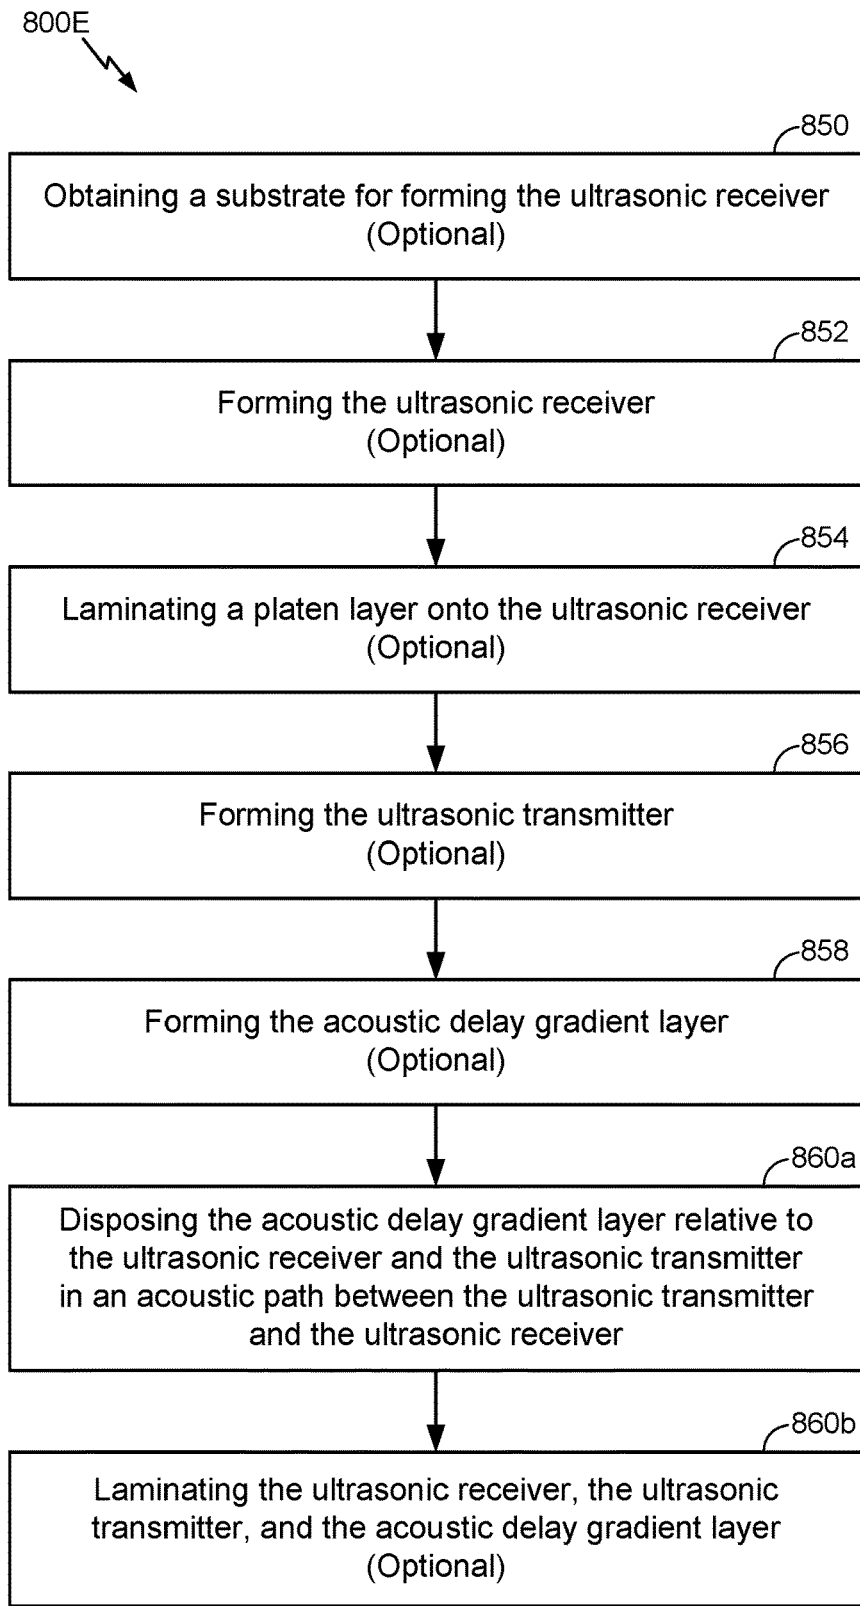 800E
850
Obtaining a substrate for forming the ultrasonic receiver
(Optional)
852
Forming the ultrasonic receiver
(Optional)
854
Laminating a platen layer onto the ultrasonic receiver
(Optional)
856
Forming the ultrasonic transmitter
(Optional)
858
Forming the acoustic delay gradient layer
(Optional)
860a
Disposing the acoustic delay gradient layer relative to
the ultrasonic receiver and the ultrasonic transmitter
in an acoustic path between the ultrasonic transmitter
and the ultrasonic receiver
860b
Laminating the ultrasonic receiver, the ultrasonic
transmitter, and the acoustic delay gradient layer
(Optional)